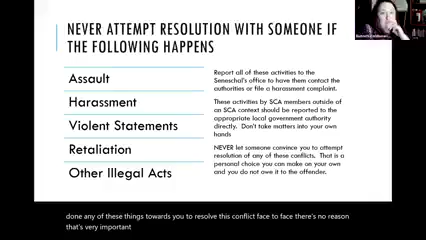 NEVER ATTEMPT RESOLUTION WITH SOMEONE IF
THE FOLLOWING HAPPENS
Assault
Harassment
Violent Statements
Retaliation
Other Illegal Acts
Report all of these activities to the
Seneschal's office to have them contact the
authorities or file a harassment complaint.
These activities by SCA members outside of
an SCA context should be reported to the
appropriate local government authority
directly. Don't take matters into your own
hands
NEVER let someone convince you to attempt
resolution of any of these conflicts. That is a
personal choice you can make on your own
and you do not owe it to the offender.
done any of these things towards you to resolve this conflict face to face there's no reason
that's very important